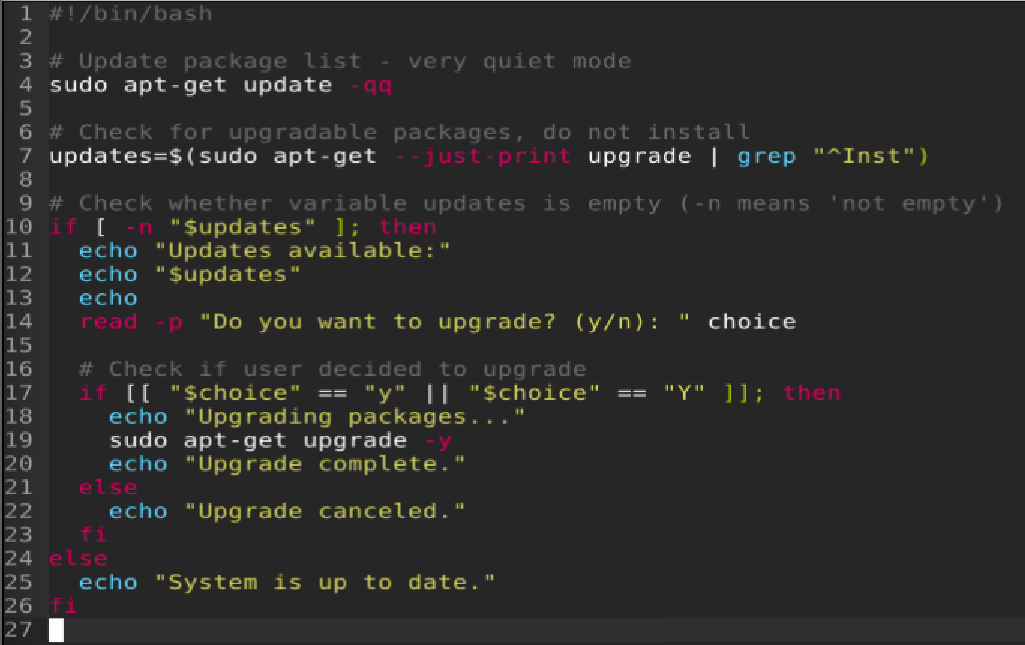 1 #!/bin/bash
2
3 # Update package list - very quiet mode
4 sudo apt-get update -qq
5
6 # Check for upgradable packages, do not install
7 updates=$(sudo apt-get --just-print upgrade | grep "^Inst")
8
9 # Check whether variable updates is empty (-n means 'not empty')
10 if [ -n "$updates" ]; then
11   echo "Updates available:"
12   echo "$updates"
13   echo
14   read -p "Do you want to upgrade? (y/n): " choice
15
16   # Check if user decided to upgrade
17   if [[ "$choice" == "y" || "$choice" == "Y" ]]; then
18     echo "Upgrading packages..."
19     sudo apt-get upgrade -y
20     echo "Upgrade complete."
21   else
22     echo "Upgrade canceled."
23   fi
24 else
25   echo "System is up to date."
26 fi
27